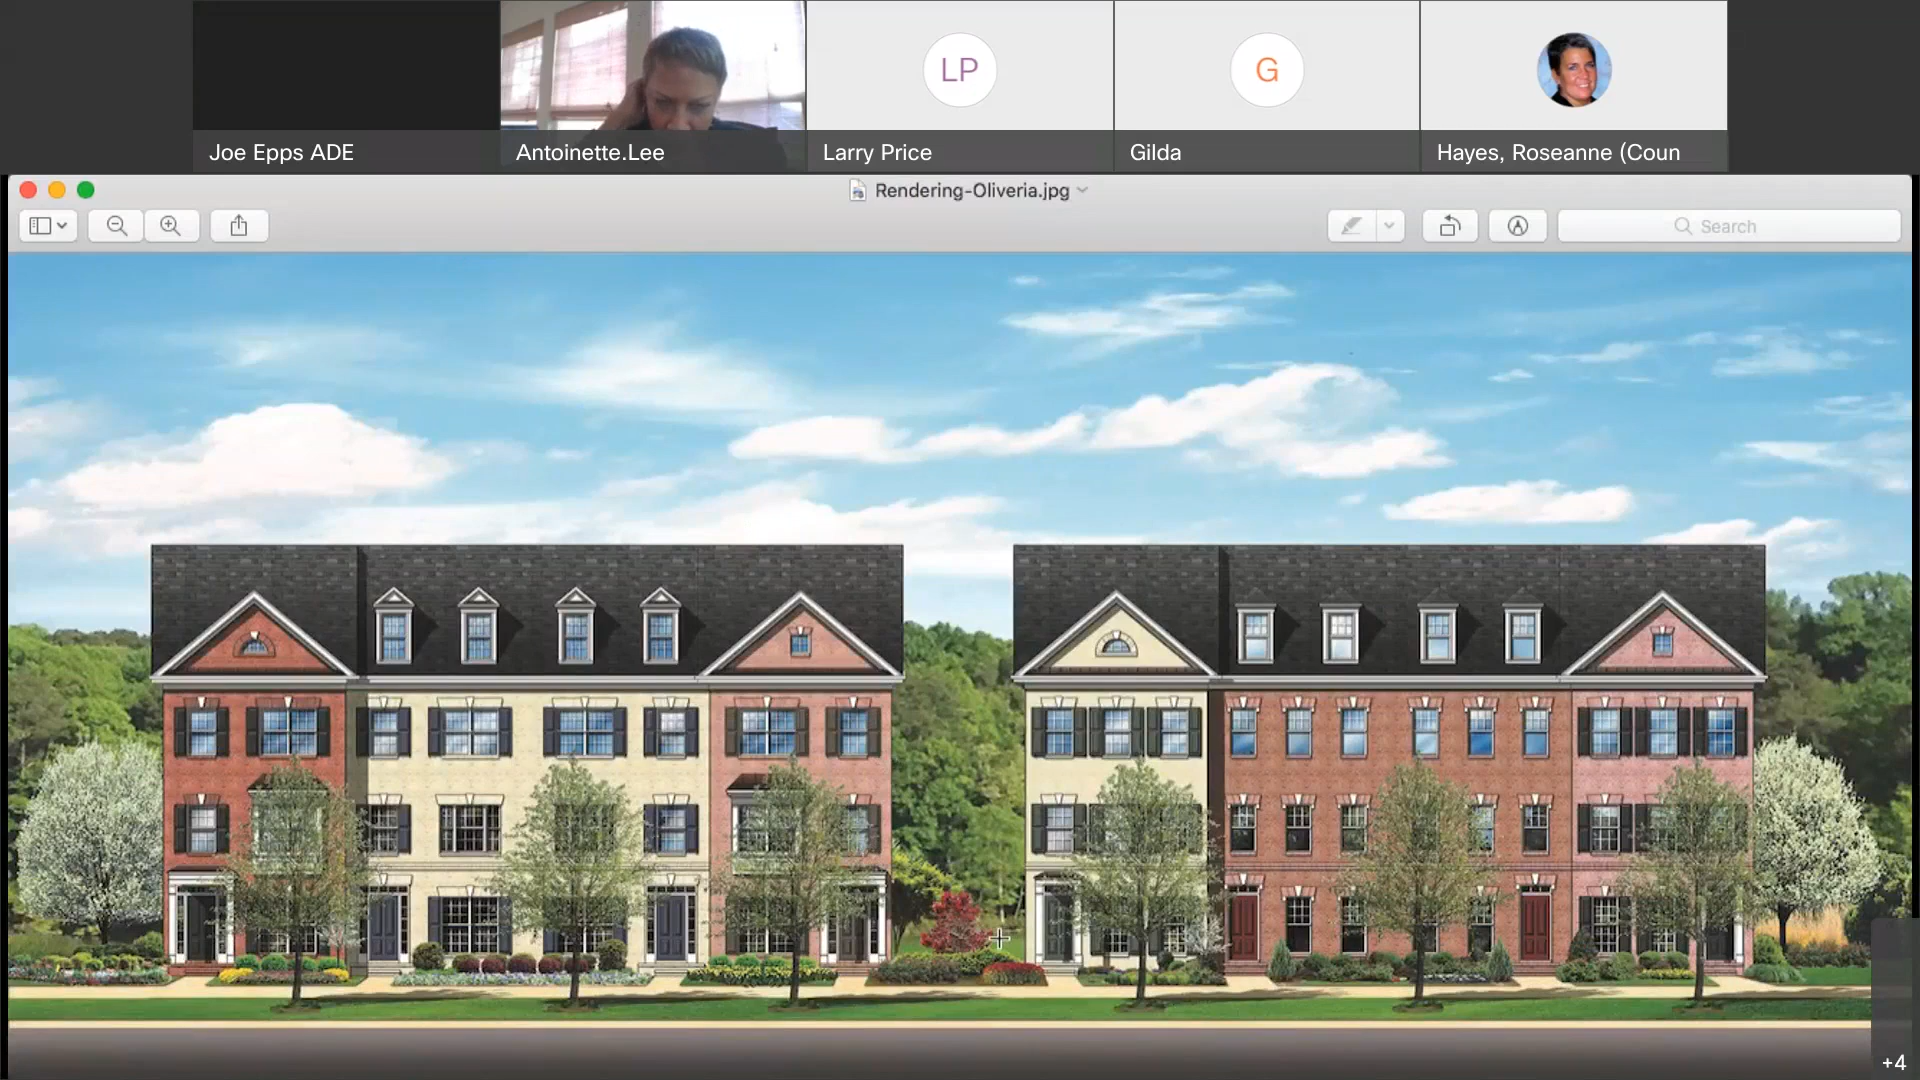 LP
G
Joe Epps ADE
Antoinette.Lee
Larry Price
Gilda
Hayes, Roseanne (Coun
Rendering-Oliveria.jpg
Search
+4